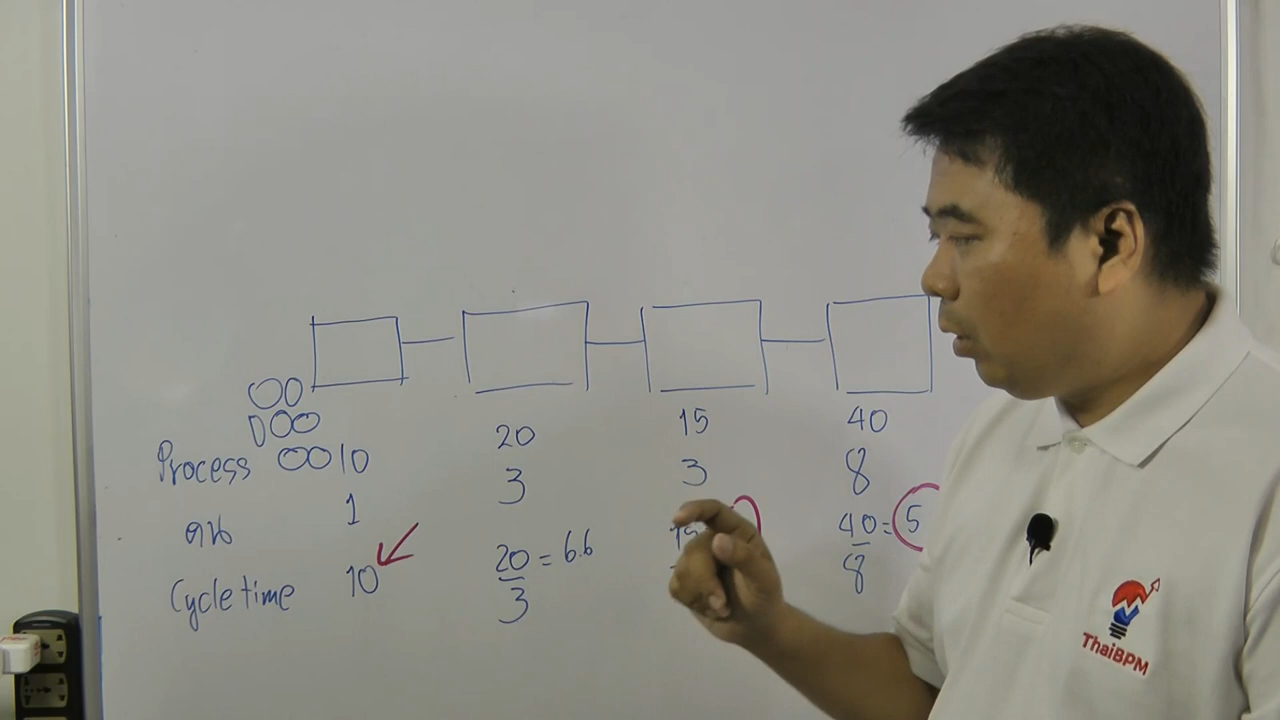 20 15 40
Process 10 3 3 8
คน 1 40 = 5
20 = 6.6
Cycle time 10 3 8
ThaiBPM